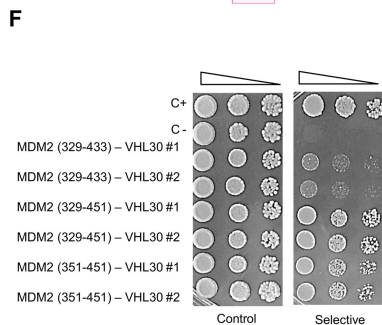 F
C+
C -
MDM2 (329-433) – VHL30 #1
MDM2 (329-433) – VHL30 #2
MDM2 (329-451) – VHL30 #1
MDM2 (329-451) – VHL30 #2
MDM2 (351-451) – VHL30 #1
MDM2 (351-451) – VHL30 #2
Control Selective